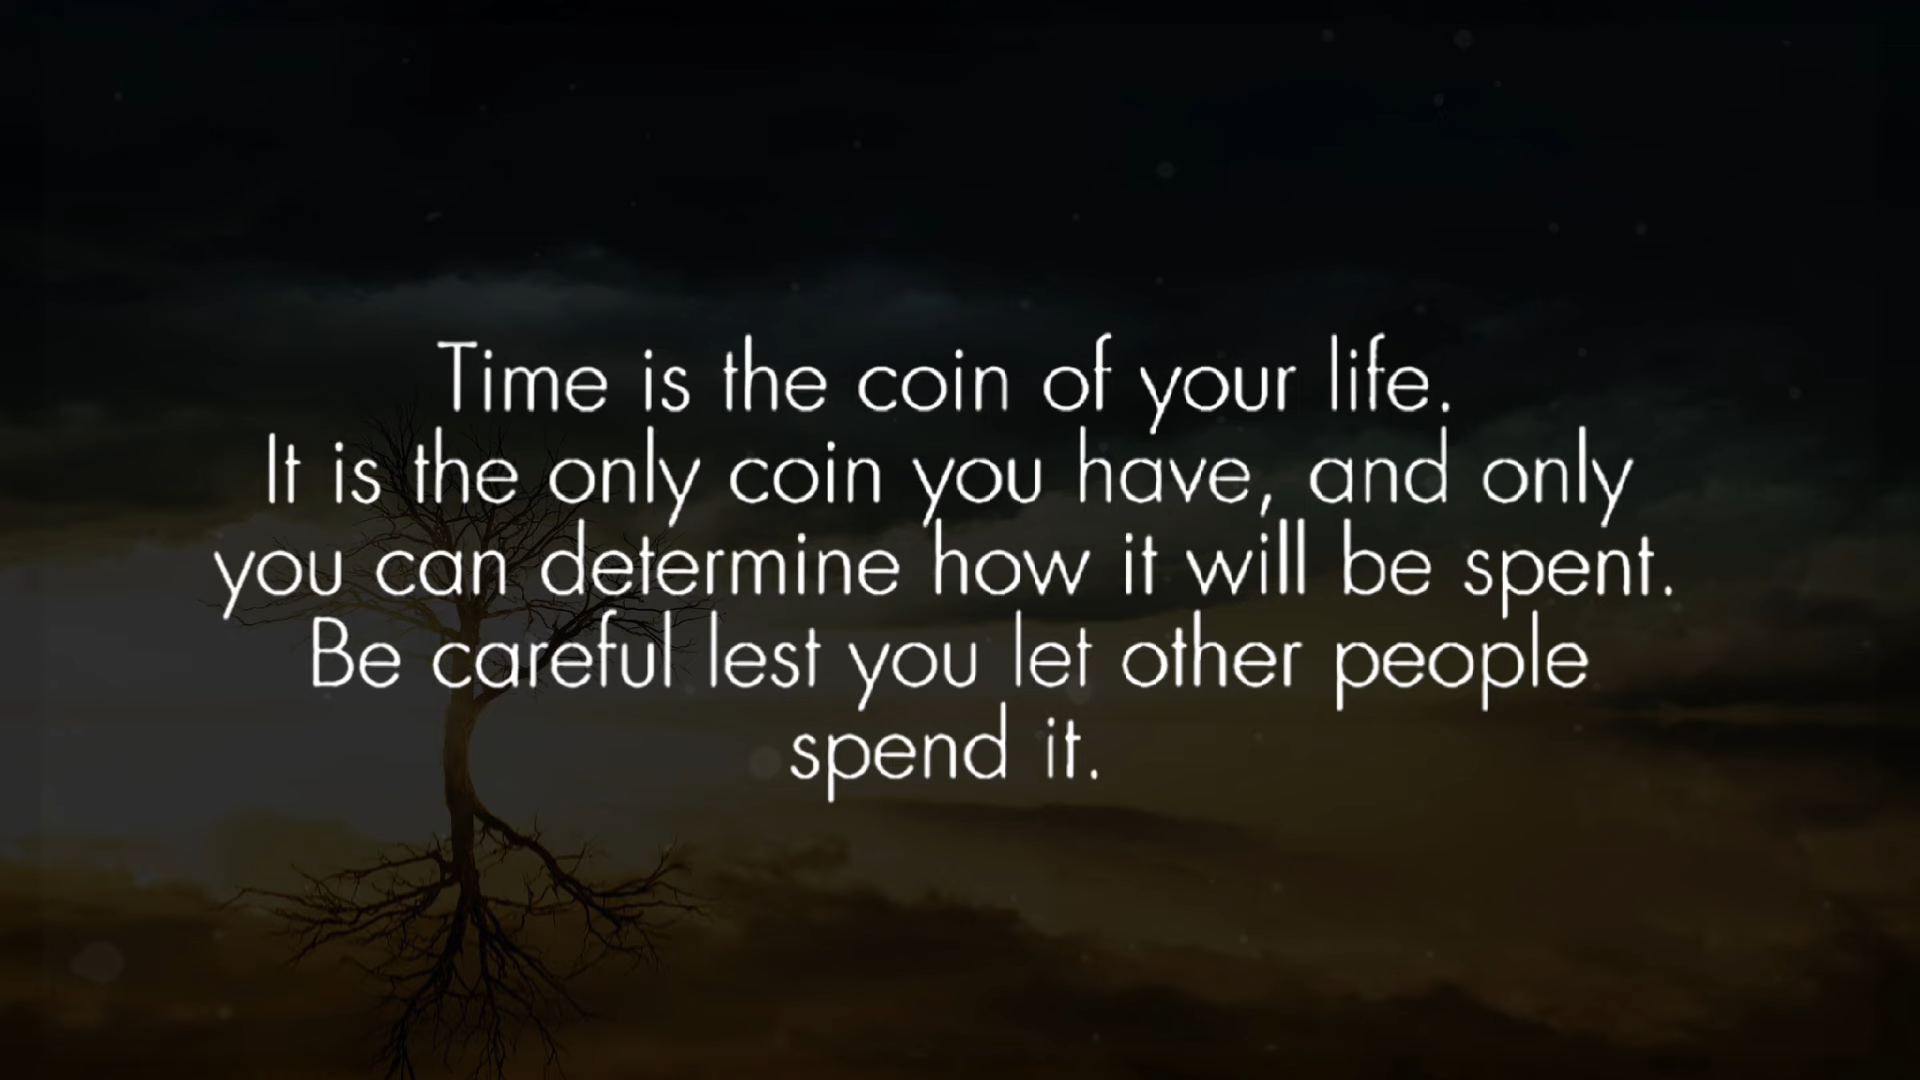 Time is the coin of your life.
It is the only coin you have, and only
you can determine how it will be spent.
Be careful lest you let other people
spend it.